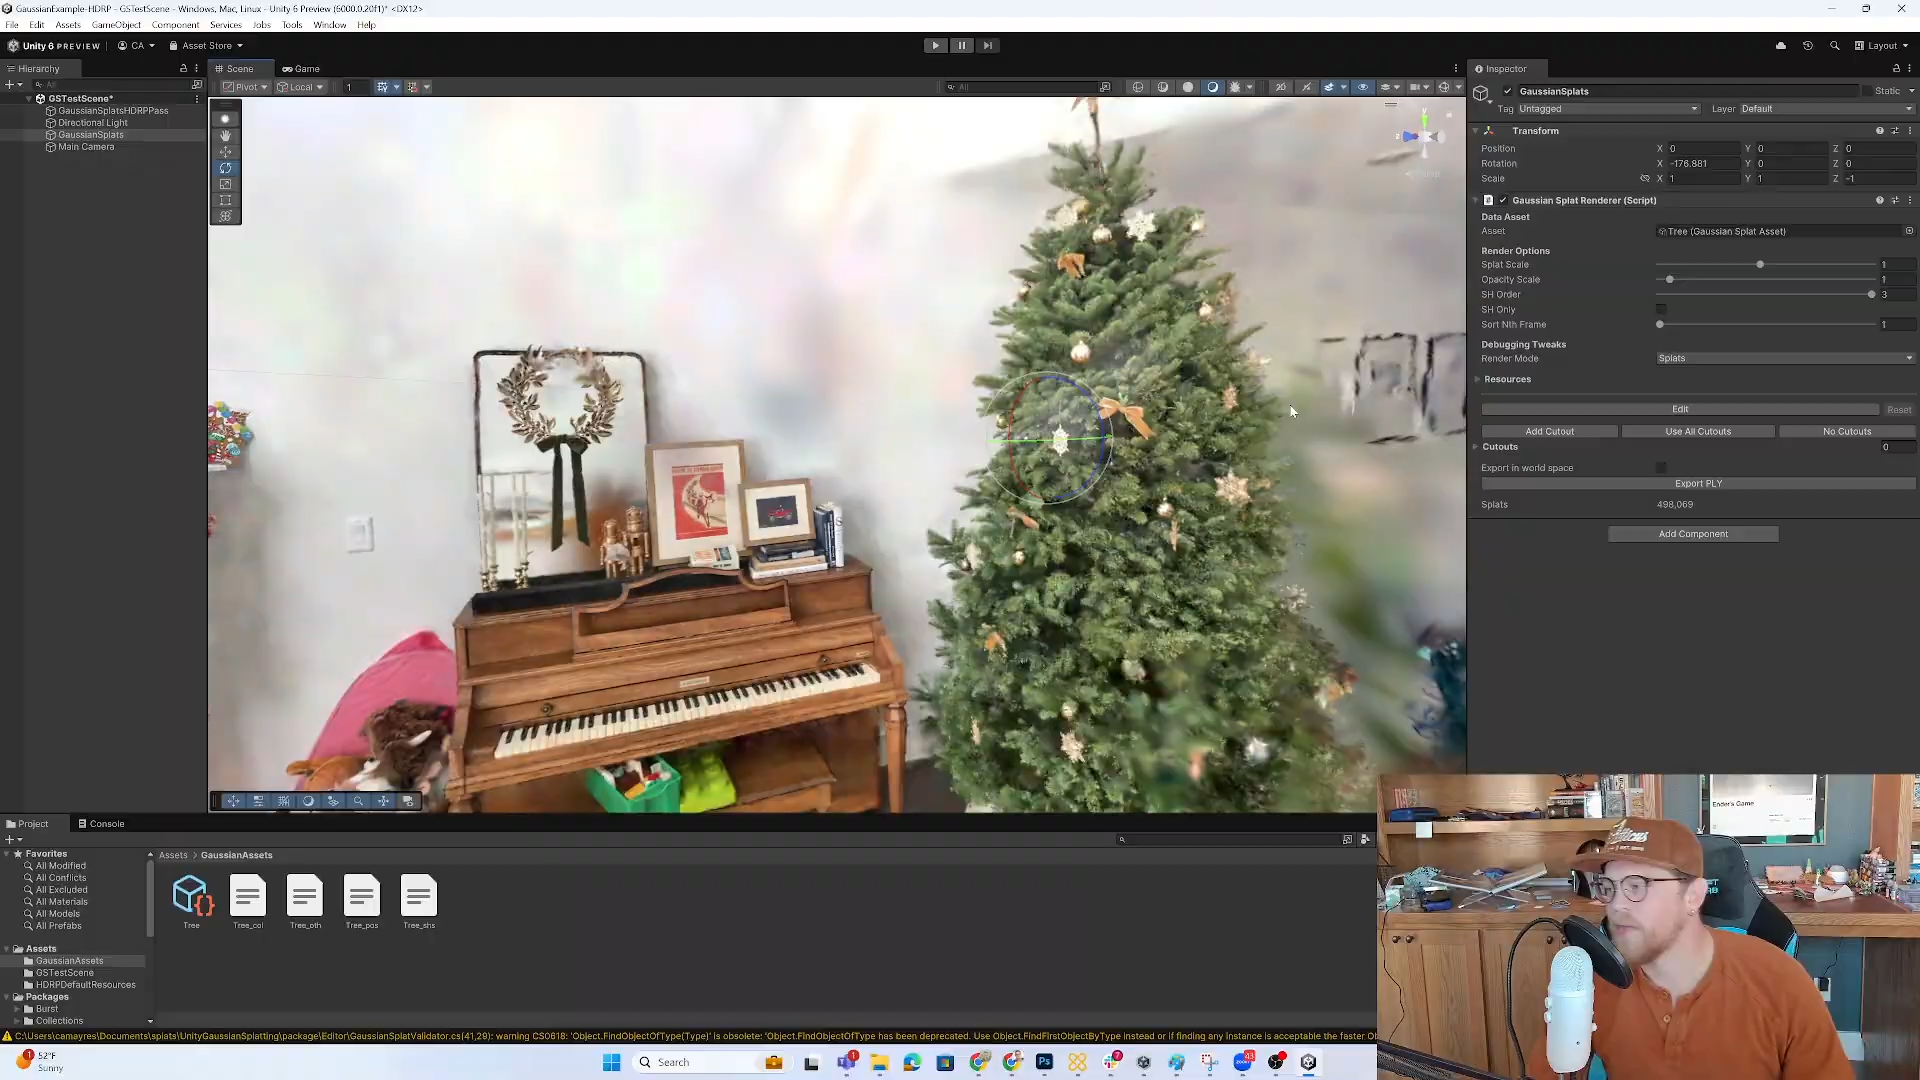 GaussianExample-HDRP - GSTestScene - Windows, Mac, Linux - Unity 6 Preview (6000.0.20f1)* <DX12>
File Edit Assets GameObject Component Services Jobs Tools Window Help
Unity 6 PREVIEW CA Asset Store Layout
Hierarchy Scene Game Inspector
All Pivot Local 1 All 2D
GSTestScene*
GaussianSplatsHDRPPass
Directional Light
GaussianSplats
Main Camera
GaussianSplats Static
Tag Untagged Layer Default
Transform
Position X 0 Y 0 Z 0
Rotation X -176.881 Y 0 Z 0
Scale X 1 Y 1 Z -1
Gaussian Splat Renderer (Script)
Data Asset
Asset Tree (Gaussian Splat Asset)
Render Options
Splat Scale 1
Opacity Scale 1
SH Order 3
SH Only
Sort Nth Frame 1
Debugging Tweaks
Render Mode Splats
Resources
Edit Reset
Add Cutout Use All Cutouts No Cutouts
Cutouts 0
Export in world space
Export PLY
Splats 498,069
Add Component
Project Console
Favorites
All Modified
All Conflicts
All Excluded
All Materials
All Models
All Prefabs
Assets
GaussianAssets
GSTestScene
HDRPDefaultResources
Packages
Burst
Collections
Assets > GaussianAssets
Tree Tree_col Tree_oth Tree_pos Tree_shs
Ender's Game
C:\Users\camayres\Documents\splats\UnityGaussianSplatting\package\Editor\GaussianSplatValidator.cs(41,29): warning CS0618: 'Object.FindObjectOfType(Type)' is obsolete: 'Object.FindObjectOfType has been deprecated. Use Object.FindFirstObjectByType instead or if finding any instance is acceptable the faster Ob
52°F
Sunny
Search